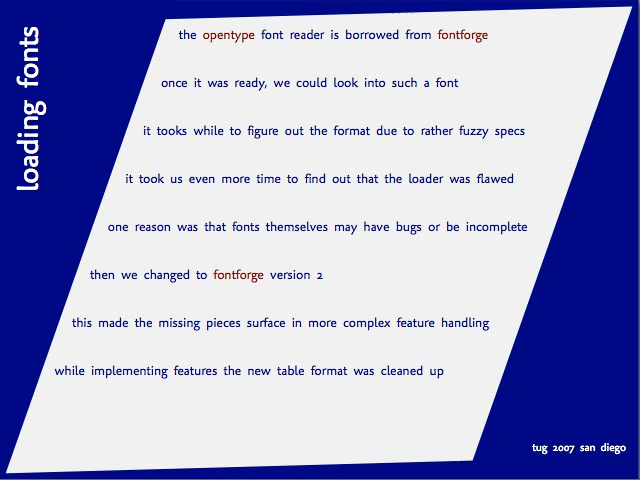 loading fonts
the opentype font reader is borrowed from fontforge
once it was ready, we could look into such a font
it tooks while to figure out the format due to rather fuzzy specs
it took us even more time to find out that the loader was flawed
one reason was that fonts themselves may have bugs or be incomplete
then we changed to fontforge version 2
this made the missing pieces surface in more complex feature handling
while implementing features the new table format was cleaned up
tug 2007 san diego